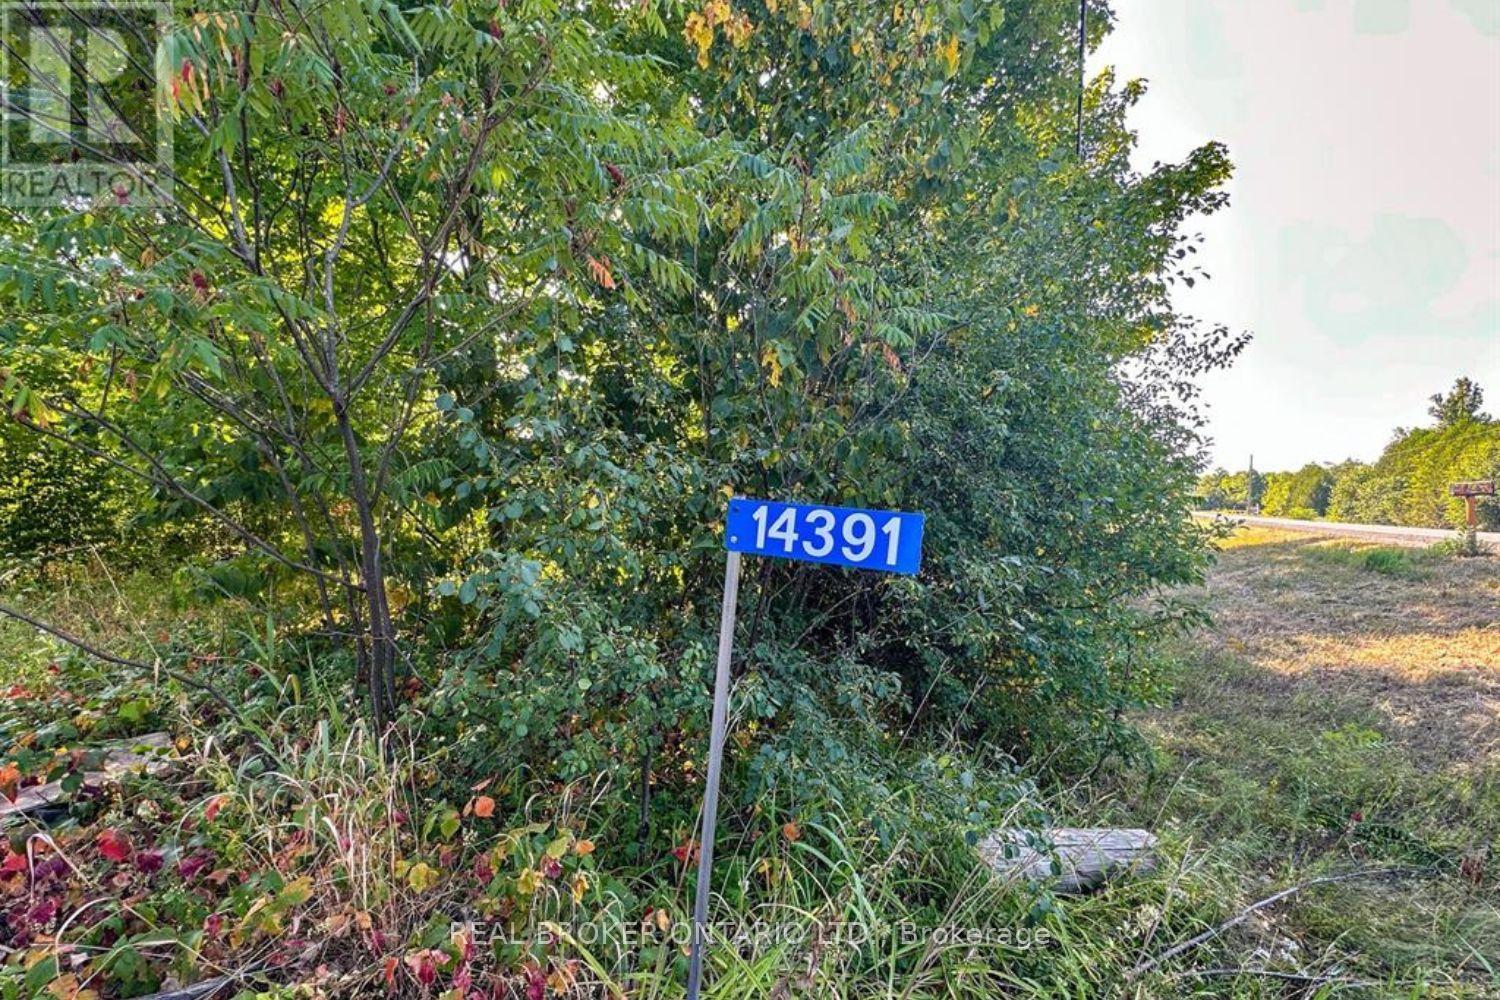 REALTOR
14391
REAL BROKER ONTARIO LTD., Brokerage